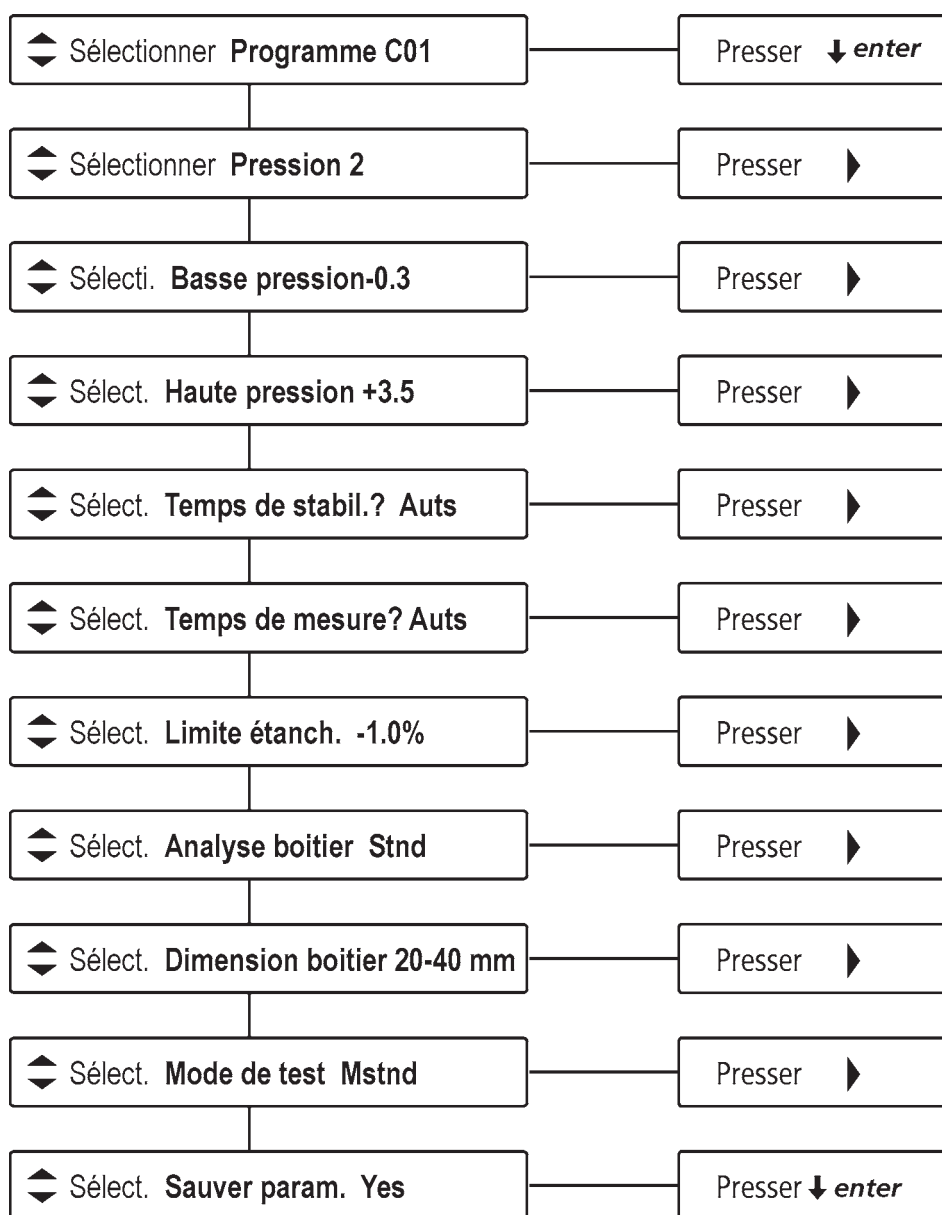 Sélectionner Programme C01 Presser enter
Sélectionner Pression 2 Presser
Sélecti. Basse pression-0.3 Presser
Sélect. Haute pression +3.5 Presser
Sélect. Temps de stabil.? Auts Presser
Sélect. Temps de mesure? Auts Presser
Sélect. Limite étanch. -1.0% Presser
Sélect. Analyse boitier Stnd Presser
Sélect. Dimension boitier 20-40 mm Presser
Sélect. Mode de test Mstnd Presser
Sélect. Sauver param. Yes Presser enter